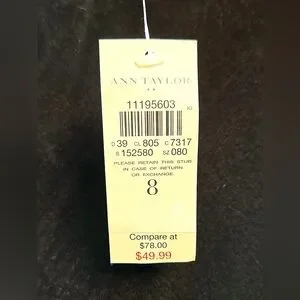 ANN TAYLOR
11195603
D 39 CL 805 C 7317
S 152580 SZ 080
PLEASE RETAIN THIS STUB
IN CASE OF RETURN
OR EXCHANGE
8
Compare at
$78.00
$49.99